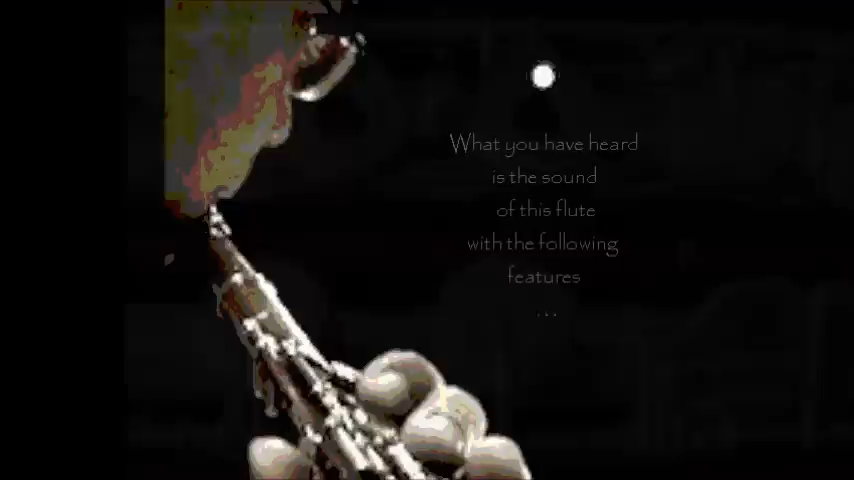 What you have heard
is the sound
of this flute
with the following
features
...